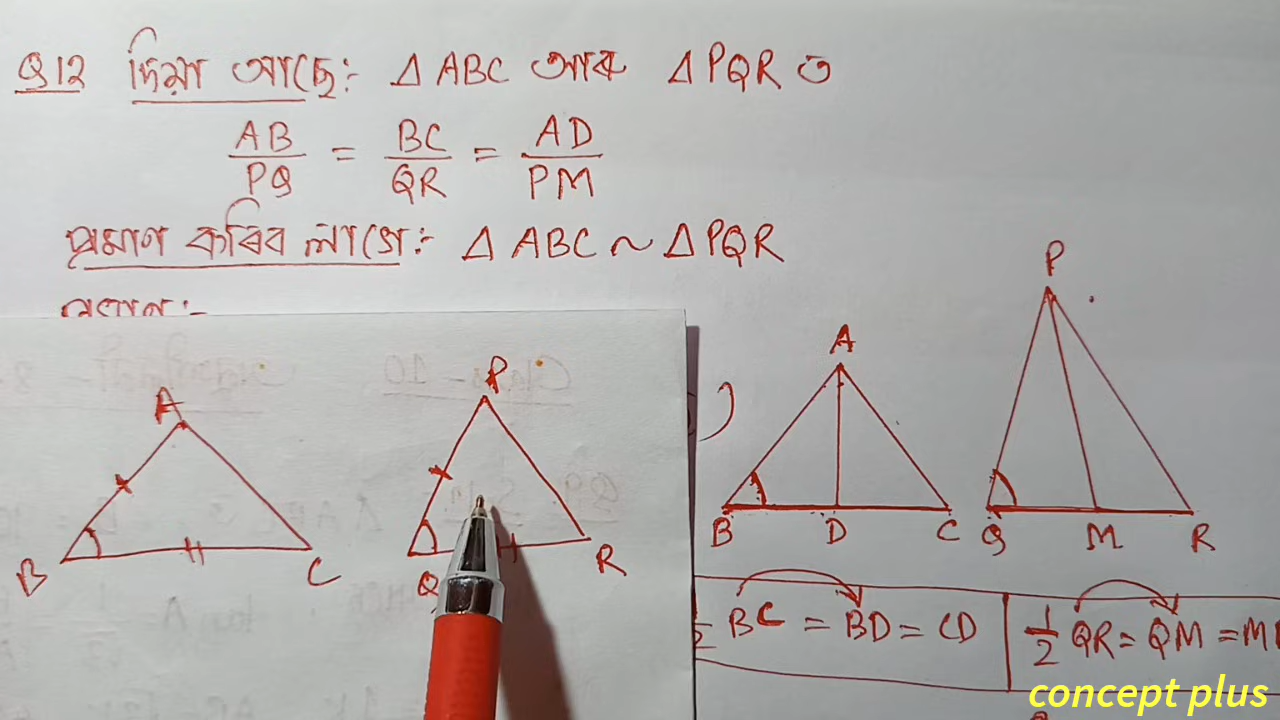 Q12 দিয়া আছে:- Δ ABC আৰু Δ PQR ত
AB/PQ = BC/QR = AD/PM
প্ৰমাণ কৰিব লাগে:- Δ ABC ~ Δ PQR
A
B
C
P
Q
R
A
B
D
C
P
Q
M
R
BC = BD = CD
1/2 QR = QM = M
concept plus